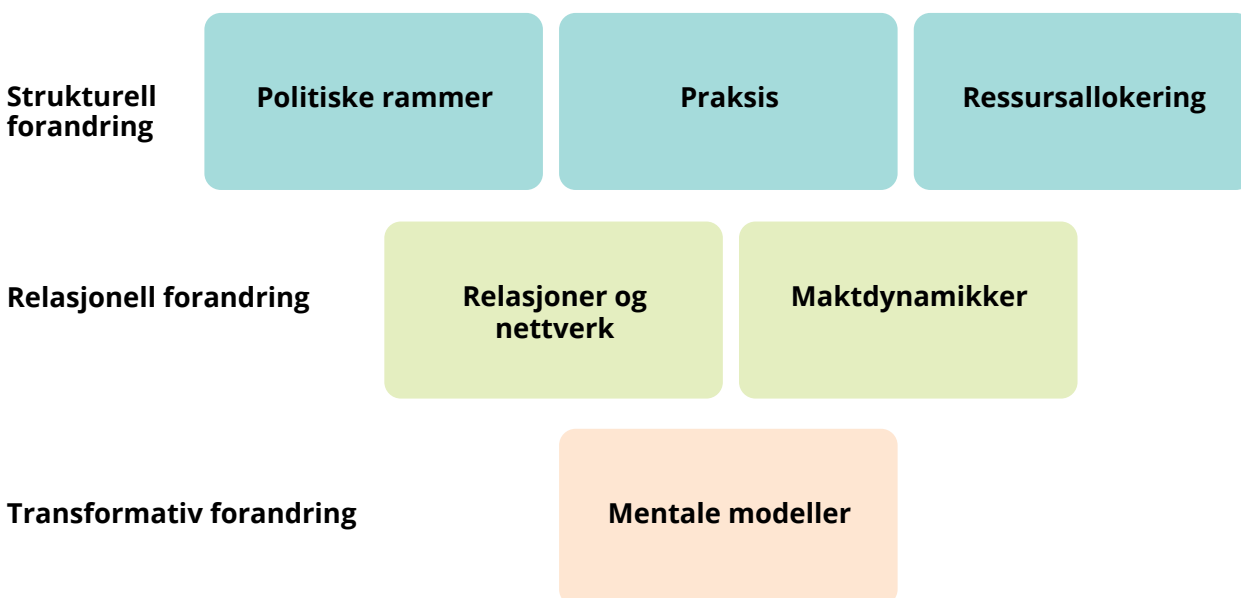 Strukturell
forandring
Politiske rammer
Praksis
Ressursallokering
Relasjonell forandring
Relasjoner og
nettverk
Maktdynamikker
Transformativ forandring
Mentale modeller